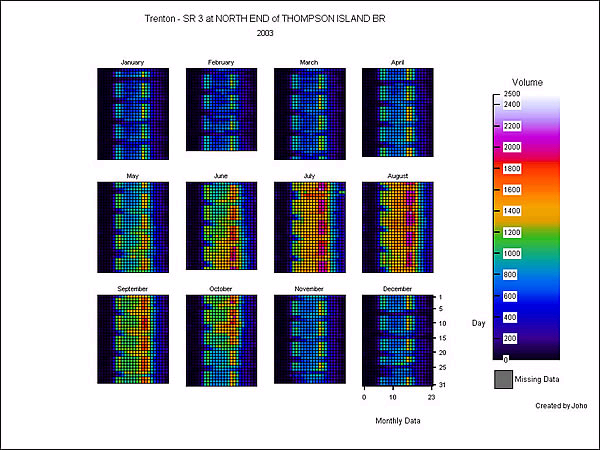 Trenton - SR 3 at NORTH END of THOMPSON ISLAND BR
2003
January
February
March
April
May
June
July
August
September
October
November
December
1
5
10
15
20
25
31
Day
0
10
23
Monthly Data
Volume
2500
2400
2200
2000
1800
1600
1400
1200
1000
800
600
400
200
0
Missing Data
Created by Joho